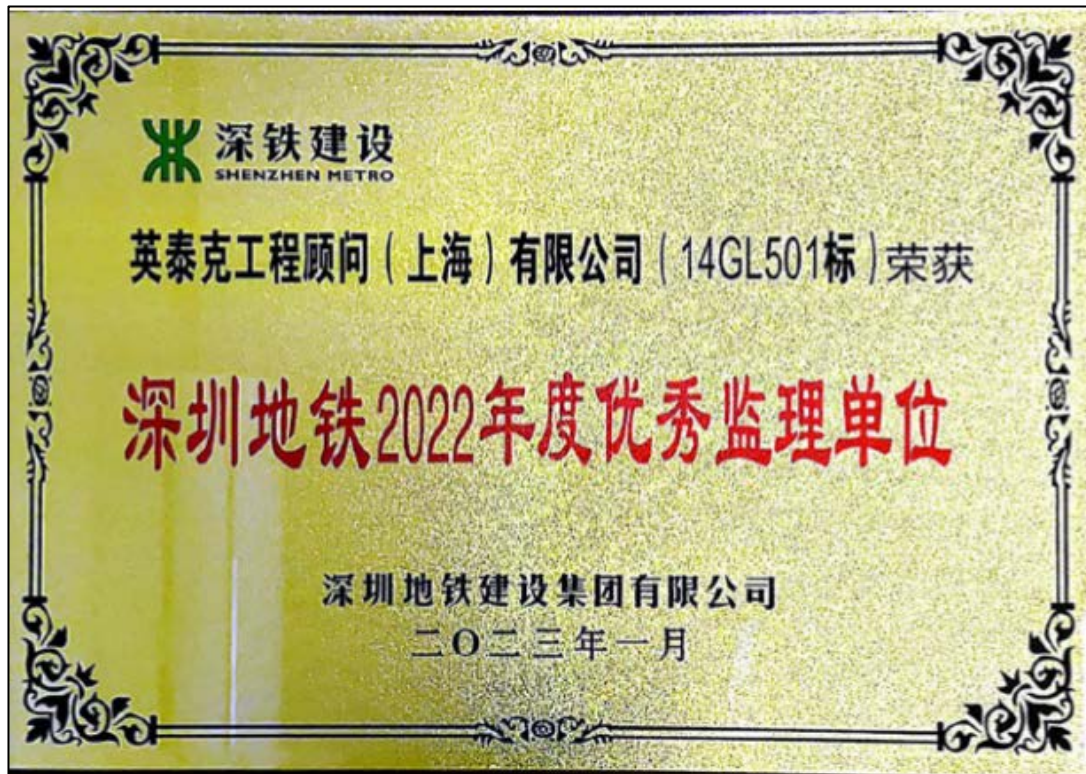 深铁建设
SHENZHEN METRO
英泰克工程顾问（上海）有限公司（14GL501标）荣获
深圳地铁2022年度优秀监理单位
深圳地铁建设集团有限公司
二〇二三年一月